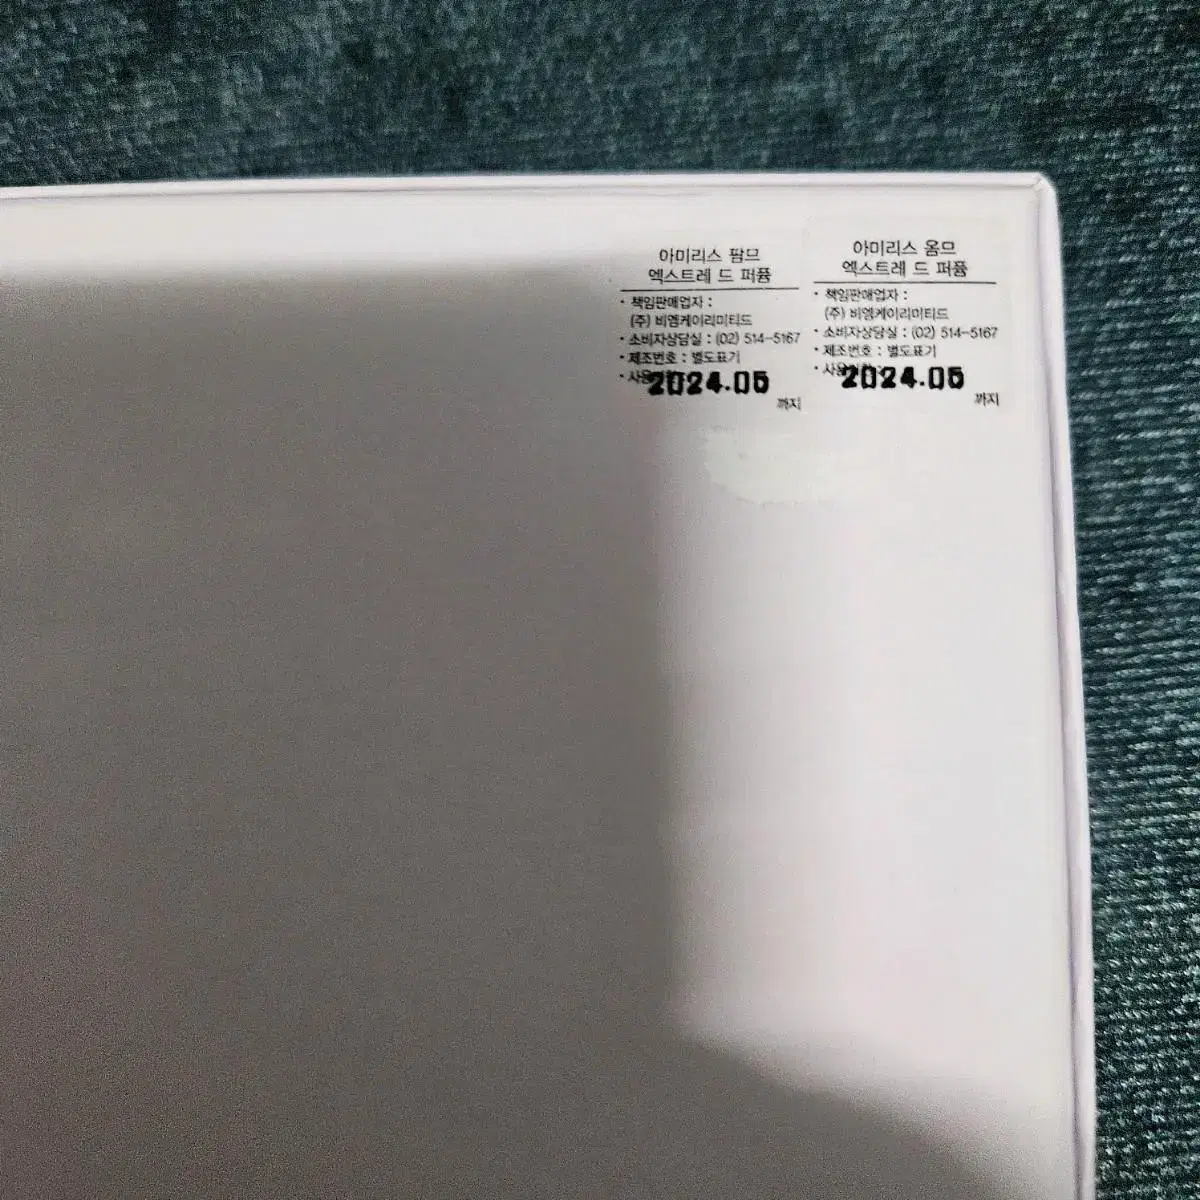 아미리스 팜므
엑스트레 드 퍼퓸
· 책임판매업자 :
(주) 비엠케이리미티드
· 소비자상담실 : (02) 514-5167
· 제조번호 : 별도표기
· 사용
2024.05
까지
아미리스 옴므
엑스트레 드 퍼퓸
· 책임판매업자 :
(주) 비엠케이리미티드
· 소비자상담실 : (02) 514-5167
· 제조번호 : 별도표기
· 사용
2024.05
까지